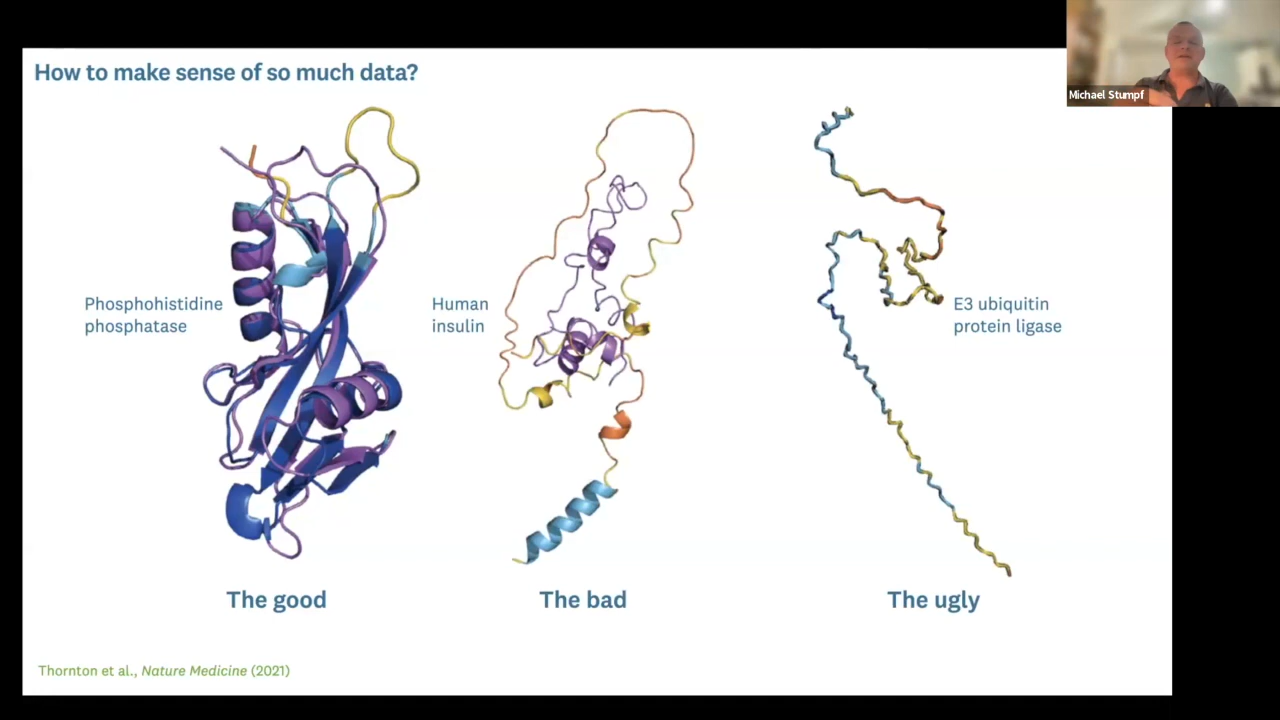 How to make sense of so much data?
Michael Stumpf
Phosphohistidine
phosphatase
Human
insulin
E3 ubiquitin
protein ligase
The good
The bad
The ugly
Thornton et al., Nature Medicine (2021)